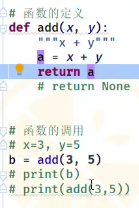 # 函数的定义
def add(x, y):
"""x + y"""
a = x + y
return a
# return None
# 函数的调用
# x=3, y=5
b = add(3, 5)
# print(b)
# print(add(3,5))